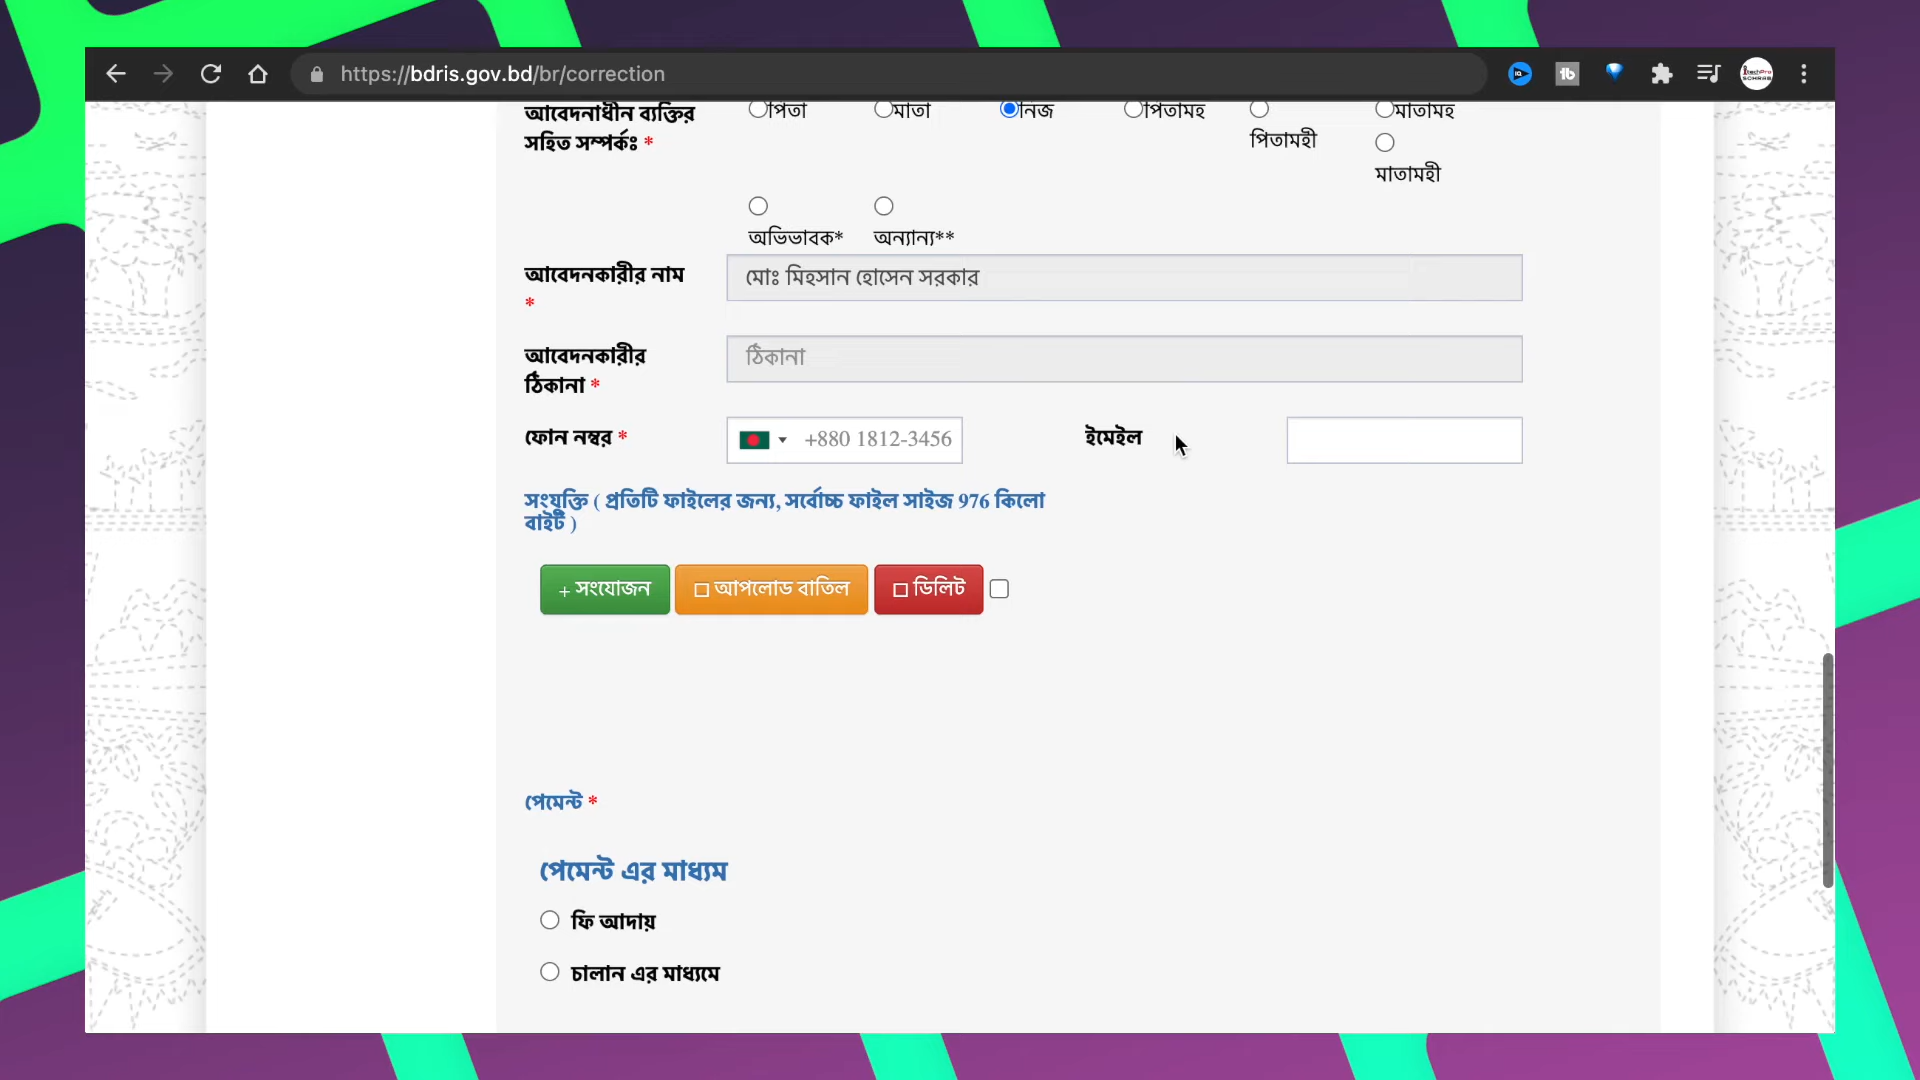 https://bdris.gov.bd/br/correction
আবেদনাধীন ব্যক্তির
সহিত সম্পর্কঃ *
পিতা
মাতা
নিজ
পিতামহ
পিতামহী
মাতামহ
মাতামহী
অভিভাবক*
অন্যান্য**
আবেদনকারীর নাম
*
মোঃ মিহসান হোসেন সরকার
আবেদনকারীর
ঠিকানা *
ঠিকানা
ফোন নম্বর *
+880 1812-3456
ইমেইল
সংযুক্তি ( প্রতিটি ফাইলের জন্য, সর্বোচ্চ ফাইল সাইজ 976 কিলো
বাইট )
+ সংযোজন
আপলোড বাতিল
ডিলিট
পেমেন্ট *
পেমেন্ট এর মাধ্যম
ফি আদায়
চালান এর মাধ্যমে